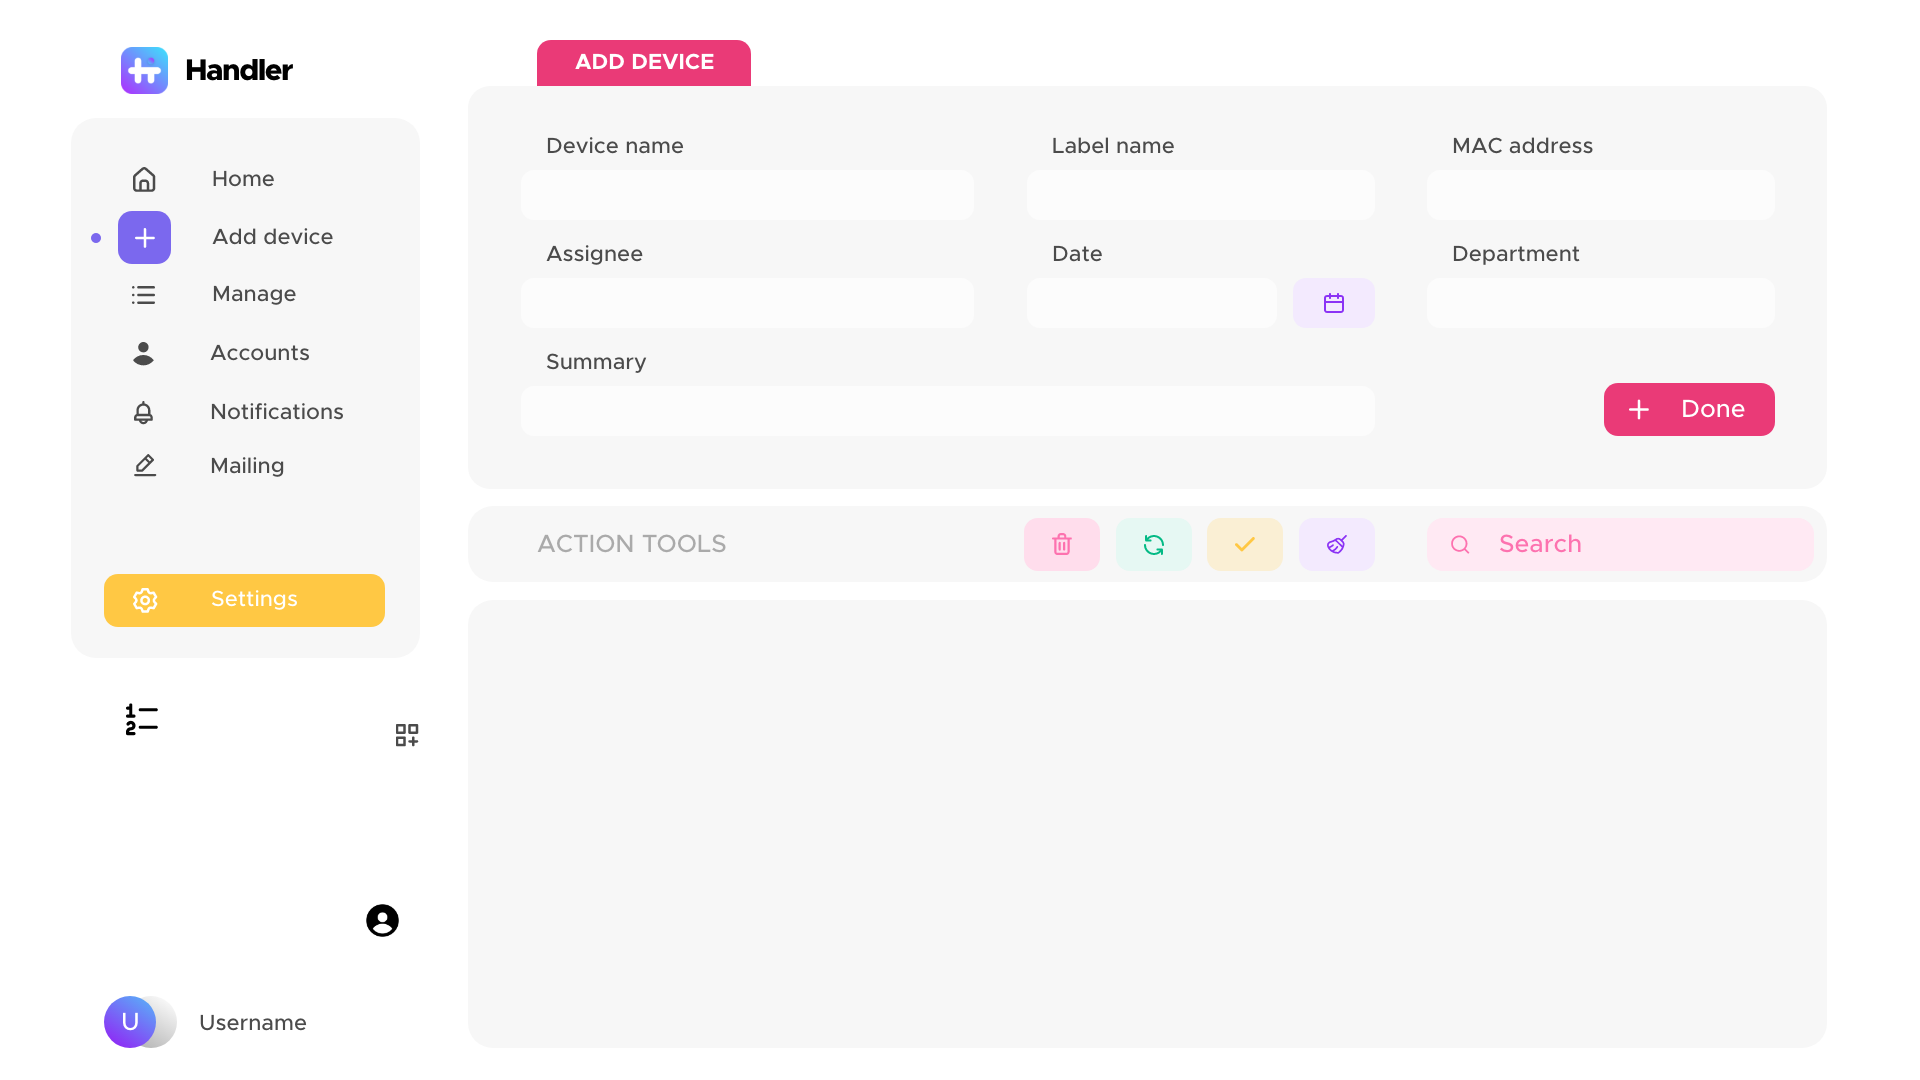 Handler
Home
Add device
Manage
Accounts
Notifications
Mailing
Settings
1
2
U
Username
ADD DEVICE
Device name
Label name
MAC address
Assignee
Date
Department
Summary
Done
ACTION TOOLS
Search